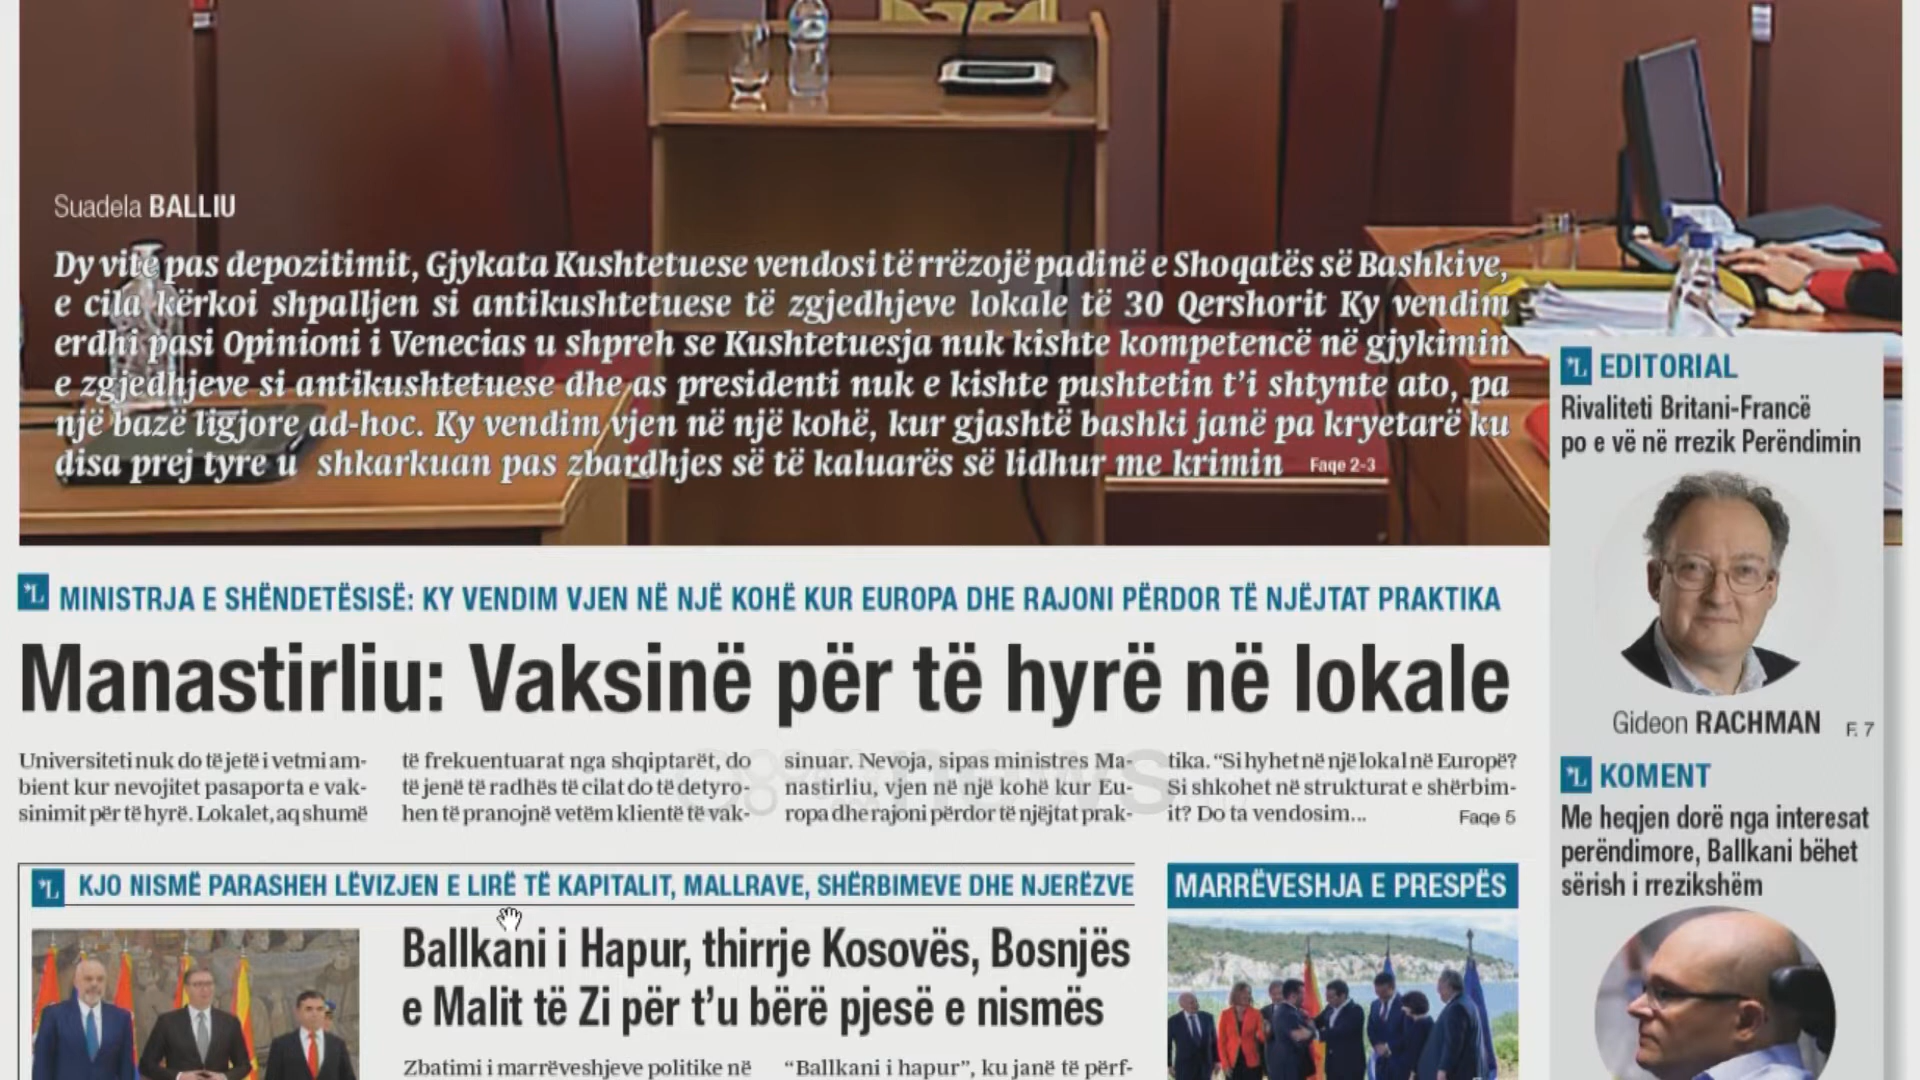 Suadela BALLIU
Dy vite pas depozitimit, Gjykata Kushtetuese vendosi të rrëzojë padinë e Shoqatës së Bashkive,
e cila kërkoi shpalljen si antikushtetuese të zgjedhjeve lokale të 30 Qershorit Ky vendim
erdhi pasi Opinioni i Venecias u shpreh se Kushtetuesja nuk kishte kompetencë në gjykimin
e zgjedhjeve si antikushtetuese dhe as presidenti nuk e kishte pushtetin t'i shtynte ato, pa
një bazë ligjore ad-hoc. Ky vendim vjen në një kohë, kur gjashtë bashki janë pa kryetarë ku
disa prej tyre u shkarkuan pas zbardhjes së të kaluarës së lidhur me krimin Faqe 2-3
MINISTRJA E SHËNDETËSISË: KY VENDIM VJEN NË NJË KOHË KUR EUROPA DHE RAJONI PËRDOR TË NJËJTAT PRAKTIKA
Manastirliu: Vaksinë për të hyrë në lokale
Universiteti nuk do të jetë i vetmi am-
bient kur nevojitet pasaporta e vak-
sinimit për të hyrë. Lokalet, aq shumë
të frekuentuarat nga shqiptarët, do
të jenë të radhës të cilat do të detyro-
hen të pranojnë vetëm klientë të vak-
sinuar. Nevoja, sipas ministres Ma-
nastirliu, vjen në një kohë kur Eu-
ropa dhe rajoni përdor të njëjtat prak-
tika. “Si hyhet në një lokal në Europë?
Si shkohet në strukturat e shërbim-
it? Do ta vendosim... Faqe 5
news
KJO NISMË PARASHEH LËVIZJEN E LIRË TË KAPITALIT, MALLRAVE, SHËRBIMEVE DHE NJERËZVE
Ballkani i Hapur, thirrje Kosovës, Bosnjës
e Malit të Zi për t'u bërë pjesë e nismës
Zbatimi i marrëveshjeve politike në
“Ballkani i hapur”, ku janë të përf-
MARRËVESHJA E PRESPËS
EDITORIAL
Rivaliteti Britani-Francë
po e vë në rrezik Perëndimin
Gideon RACHMAN F. 7
KOMENT
Me heqjen dorë nga interesat
perëndimore, Ballkani bëhet
sërish i rrezikshëm